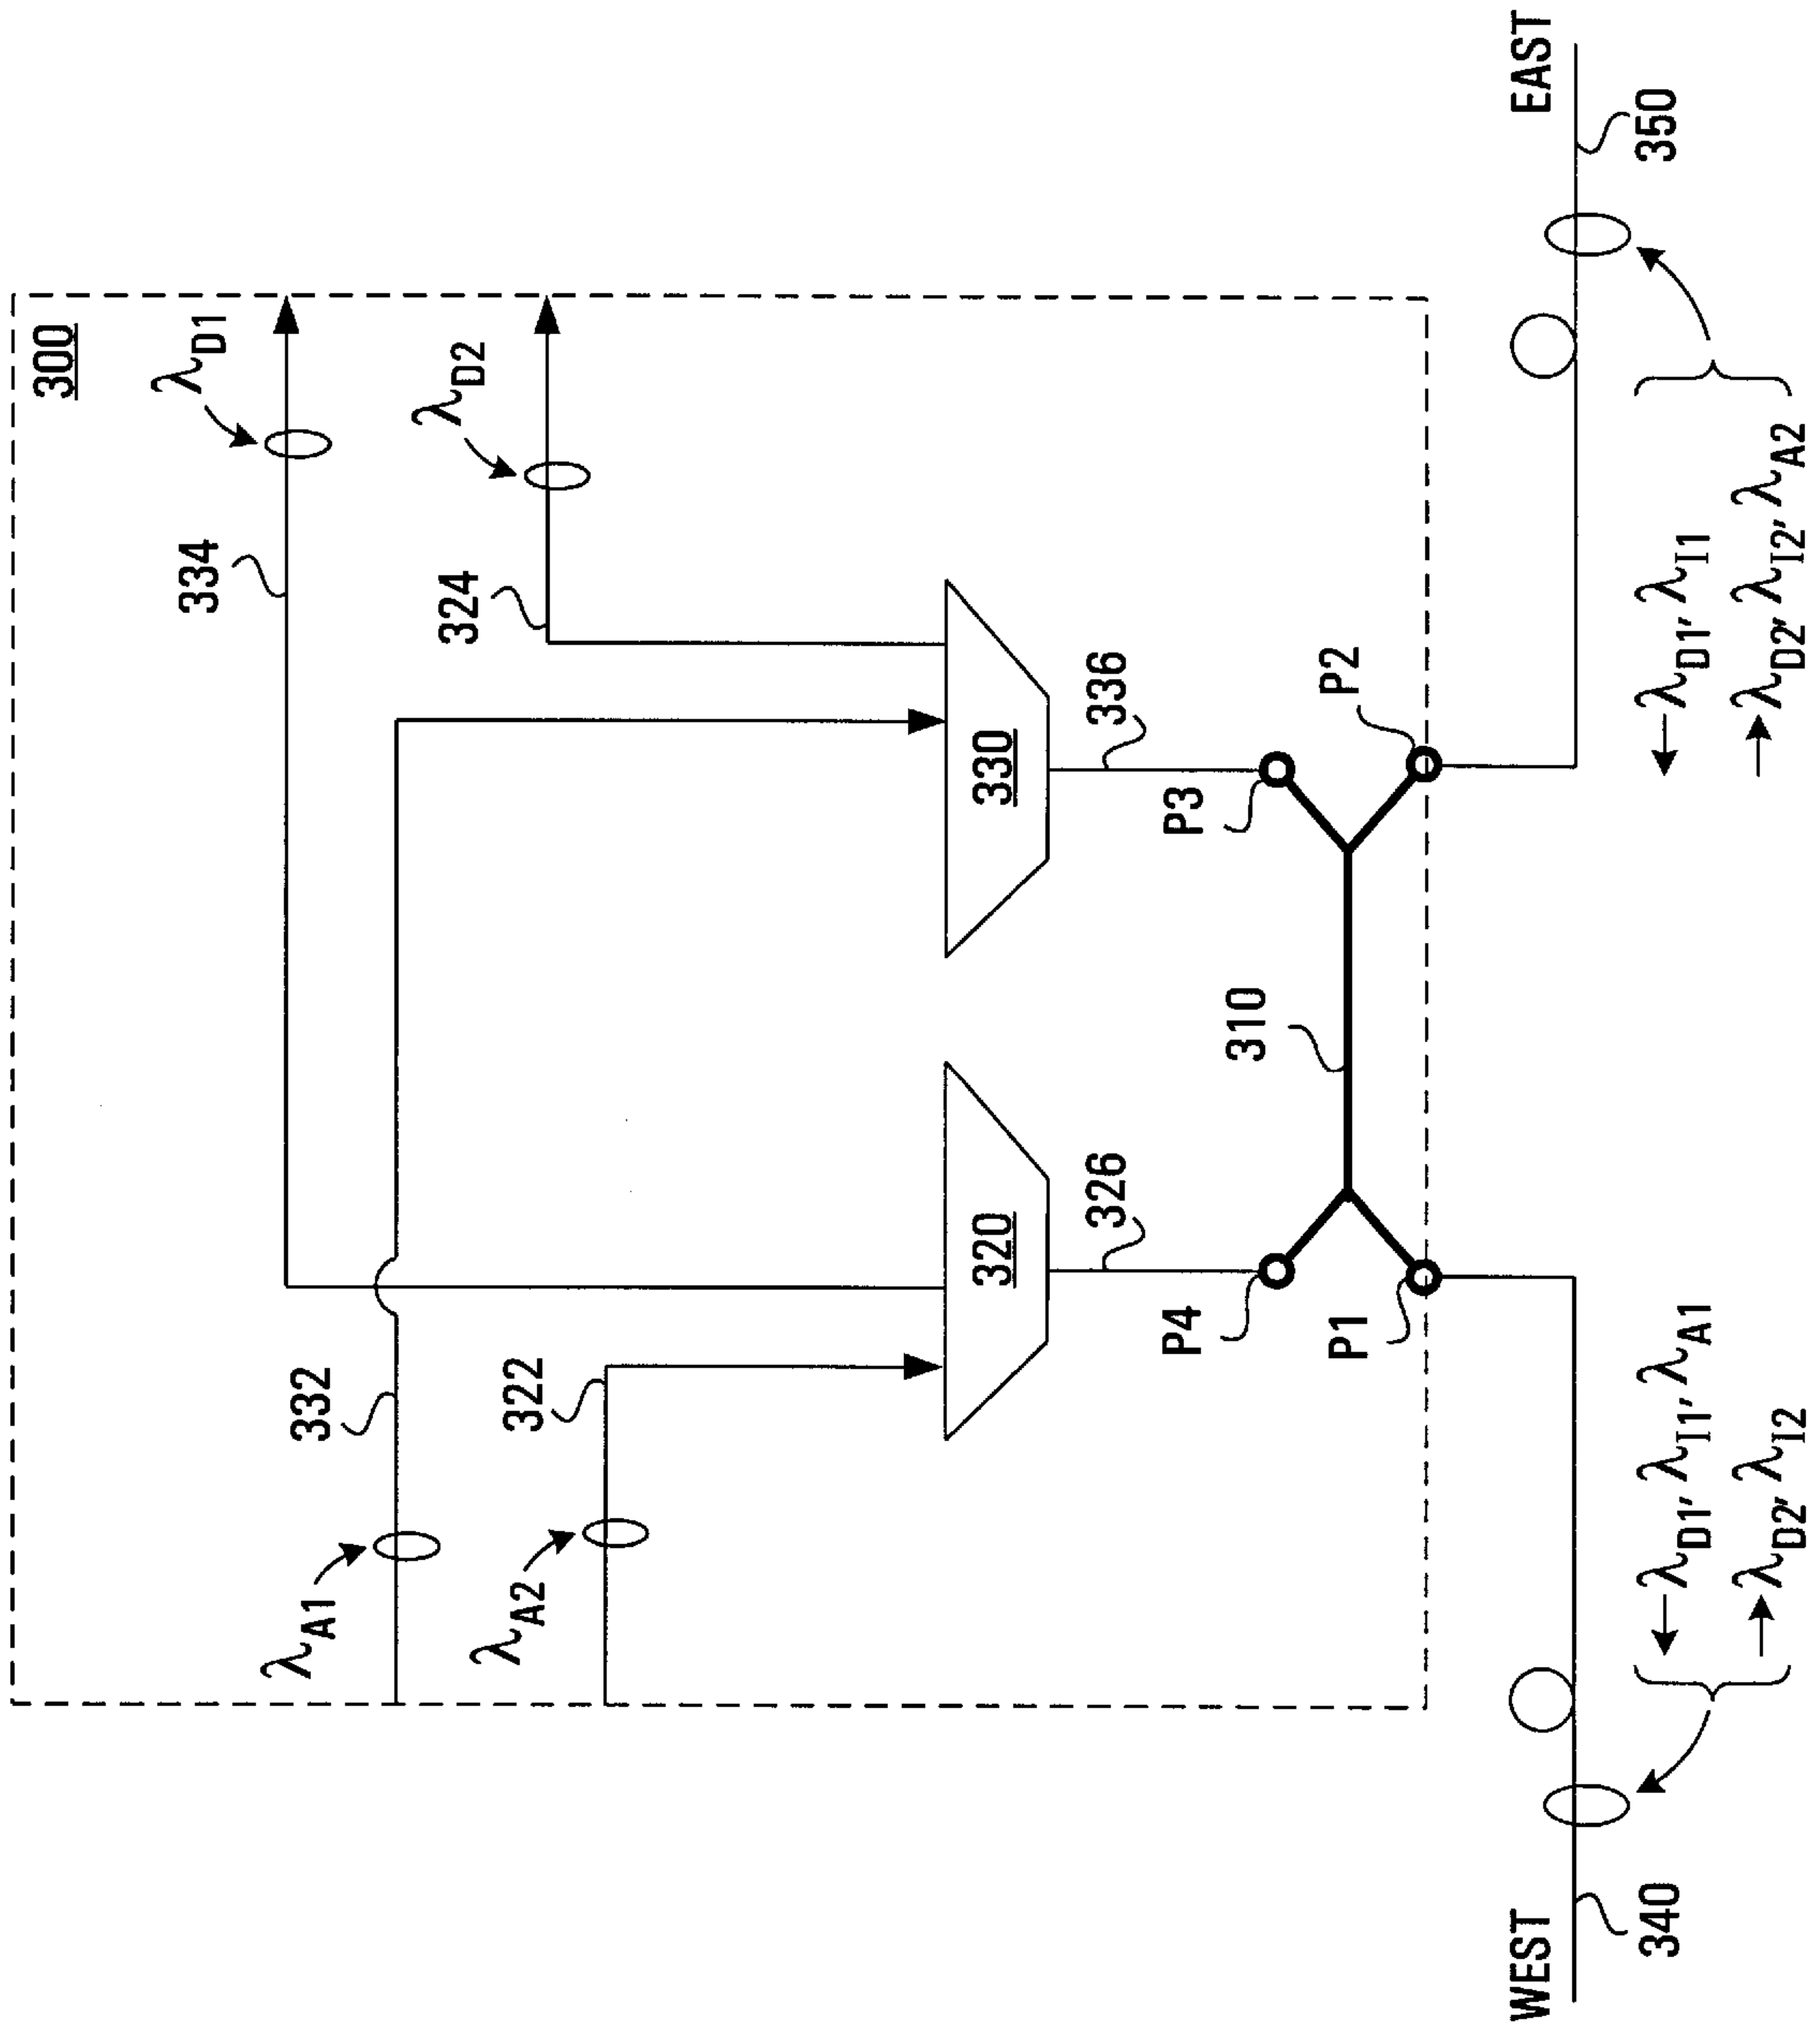 300
λD1
334
λD2
324
332
λA1
322
λA2
320
330
326
336
P4
P3
310
P1
P2
WEST
EAST
340
350
←λD1, λI1, λA1
→λD2, λI2
←λD1, λI1
→λD2, λI2, λA2